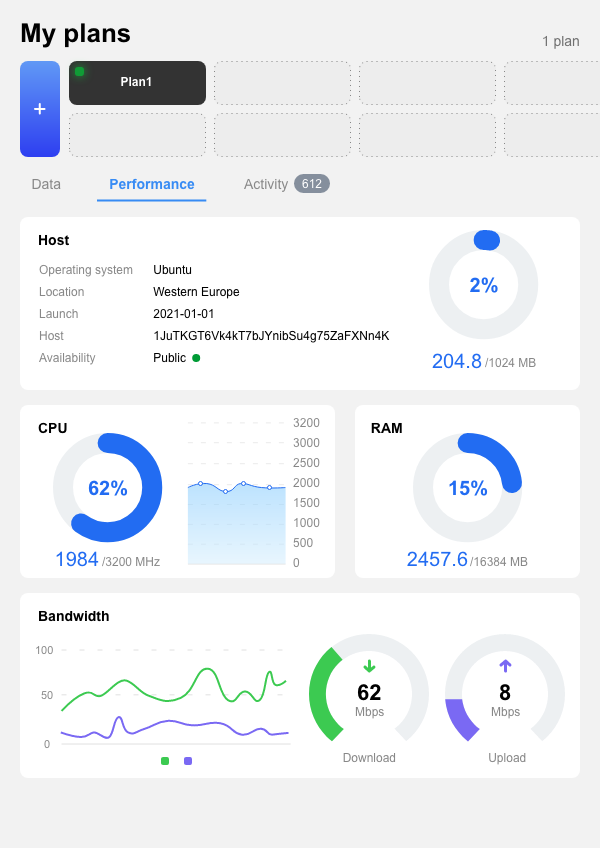 My plans
1 plan
+
Plan1
Data
Performance
Activity 612
Host
Operating system Ubuntu
Location Western Europe
Launch 2021-01-01
Host 1JuTKGT6Vk4kT7bJYnibSu4g75ZaFXNn4K
Availability Public
2%
204.8 /1024 MB
CPU
62%
1984 /3200 MHz
3200
3000
2500
2000
1500
1000
500
0
RAM
15%
2457.6 /16384 MB
Bandwidth
100
50
0
62
Mbps
Download
8
Mbps
Upload